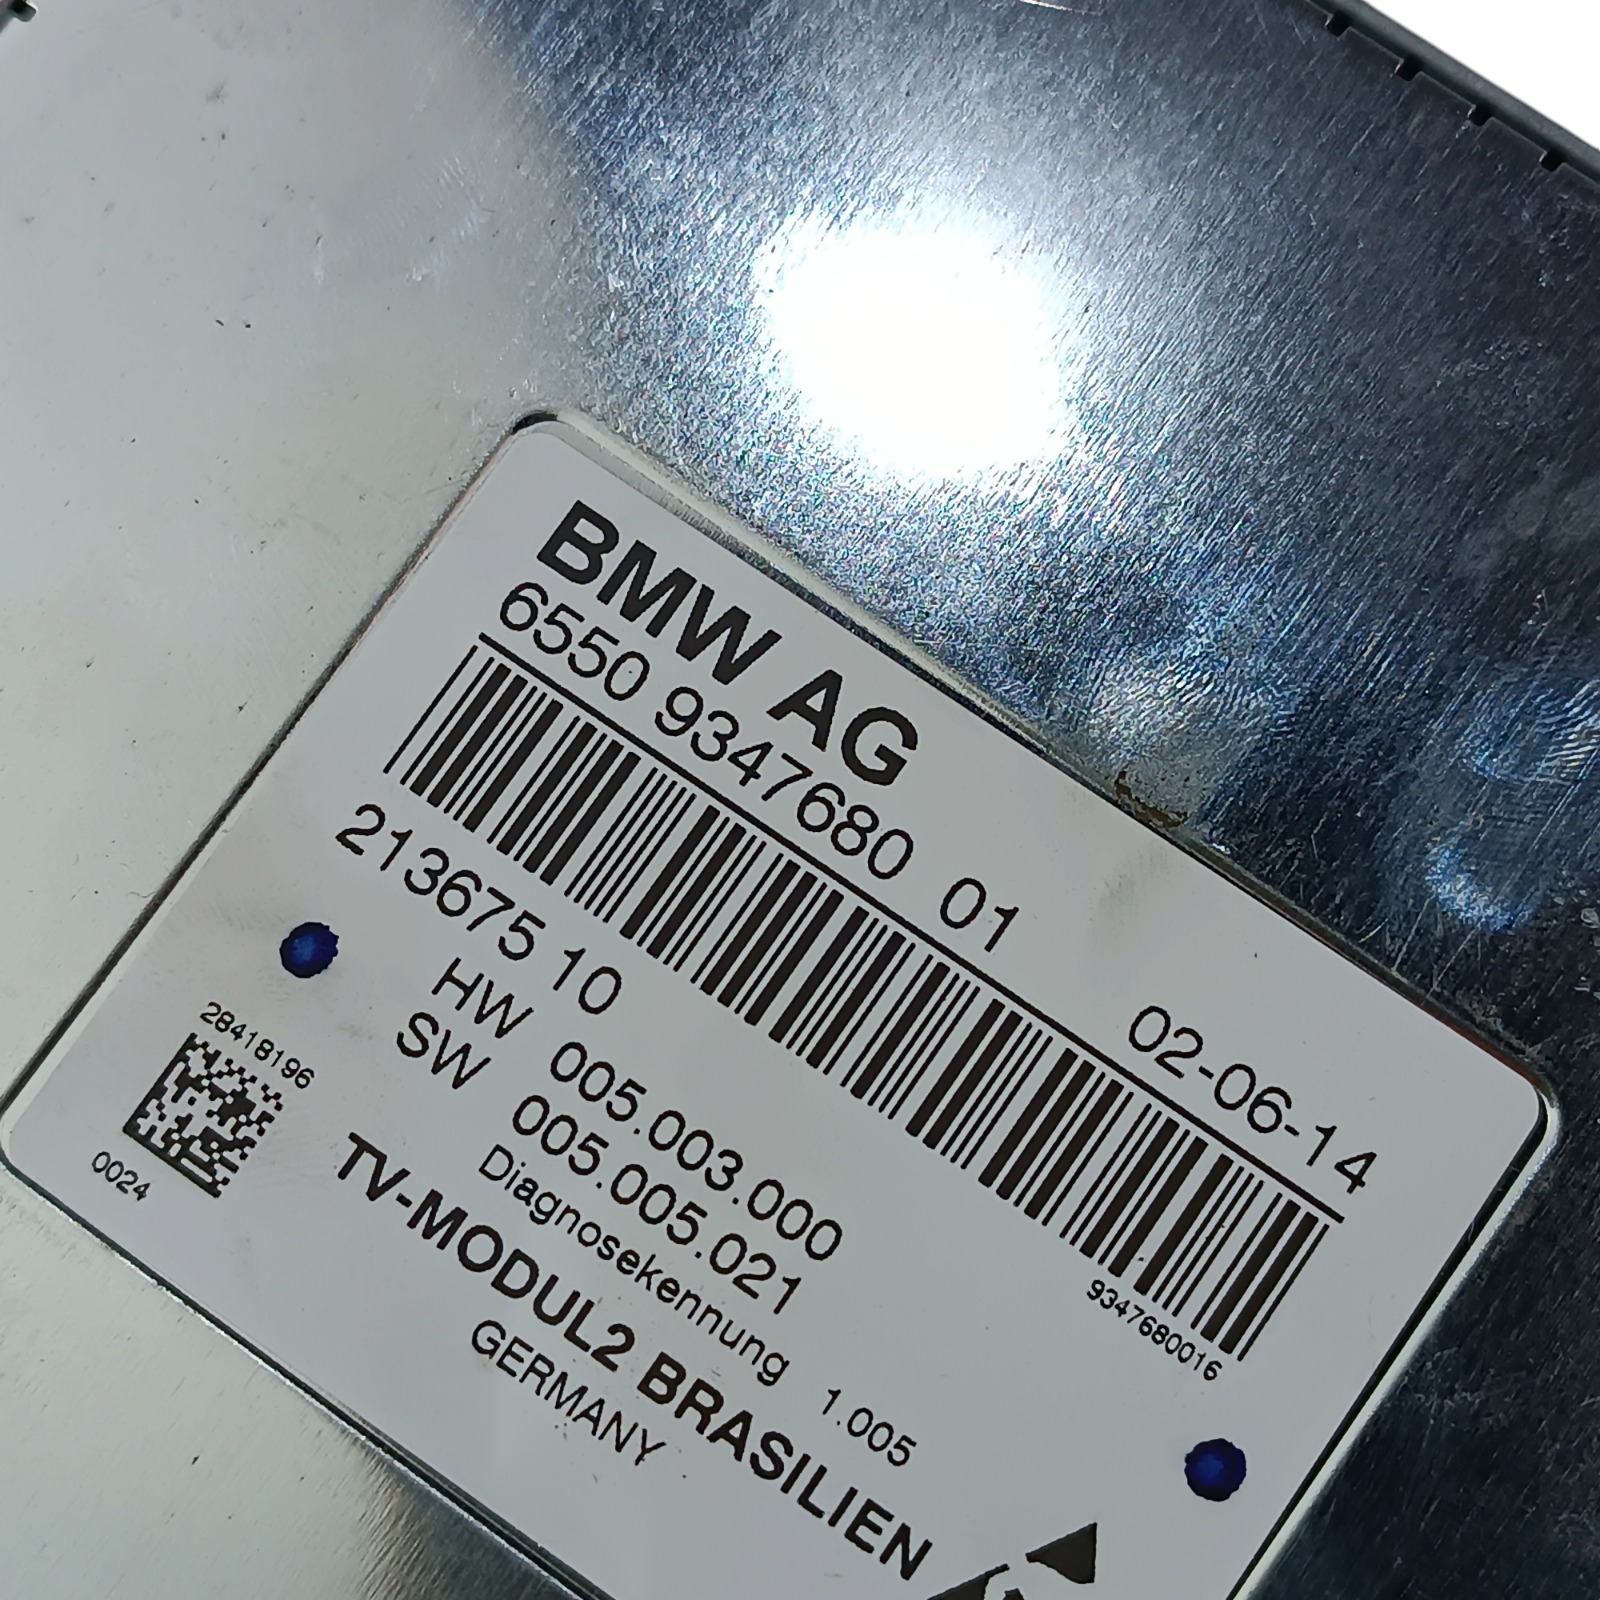 BMW AG
6550 9347680 01 02-06-14
9347680016
213675 10
HW 005.003.000
SW 005.005.021
Diagnosekennung 1.005
TV-MODUL2 BRASILIEN
GERMANY
28418196
0024